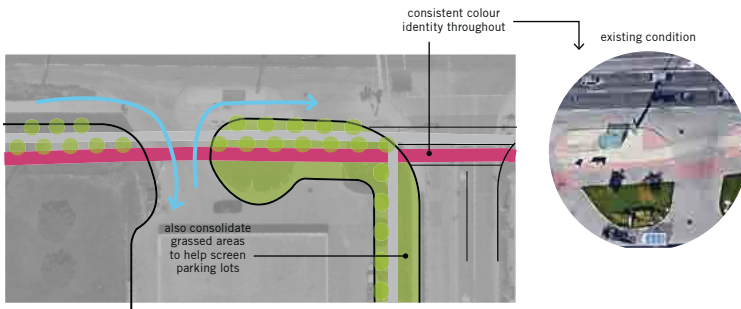 consistent colour
identity throughout
existing condition
also consolidate
grassed areas
to help screen
parking lots